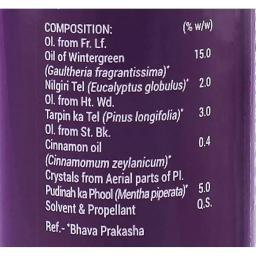 COMPOSITION: (% w/w)
Ol. from Fr. Lf.
Oil of Wintergreen 15.0
(Gaultheria fragrantissima)*
Nilgiri Tel (Eucalyptus globulus)* 2.0
Ol. from Ht. Wd.
Tarpin ka Tel (Pinus longifolia)* 3.0
Ol. from St. Bk.
Cinnamon oil 0.4
(Cinnamomum zeylanicum)*
Crystals from Aerial parts of Pl.
Pudinah ka Phool (Mentha piperata)* 5.0
Solvent & Propellant Q.S.
Ref.- *Bhava Prakasha